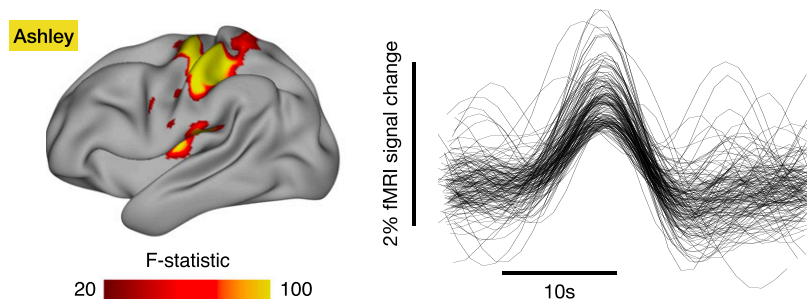 Ashley
F-statistic
20
100
2% fMRI signal change
10s